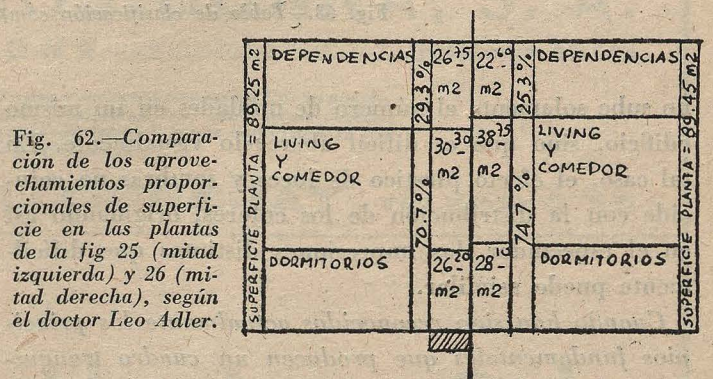 Fig. 62.—Compara-
ción de los aprove-
chamientos propor-
cionales de superfi-
cie en las plantas
de la fig 25 (mitad
izquierda) y 26 (mi-
tad derecha), según
el doctor Leo Adler.
SUPERFICIE PLANTA = 89.25 m2
DEPENDENCIAS
29.3 %
26 75
m2
22 60
m2
25.3 %
DEPENDENCIAS
SUPERFICIE PLANTA = 89.45 m2
LIVING
Y
COMEDOR
70.7 %
30 30
m2
38 75
m2
74.7 %
LIVING
Y
COMEDOR
DORMITORIOS
26 20
m2
28 10
m2
DORMITORIOS